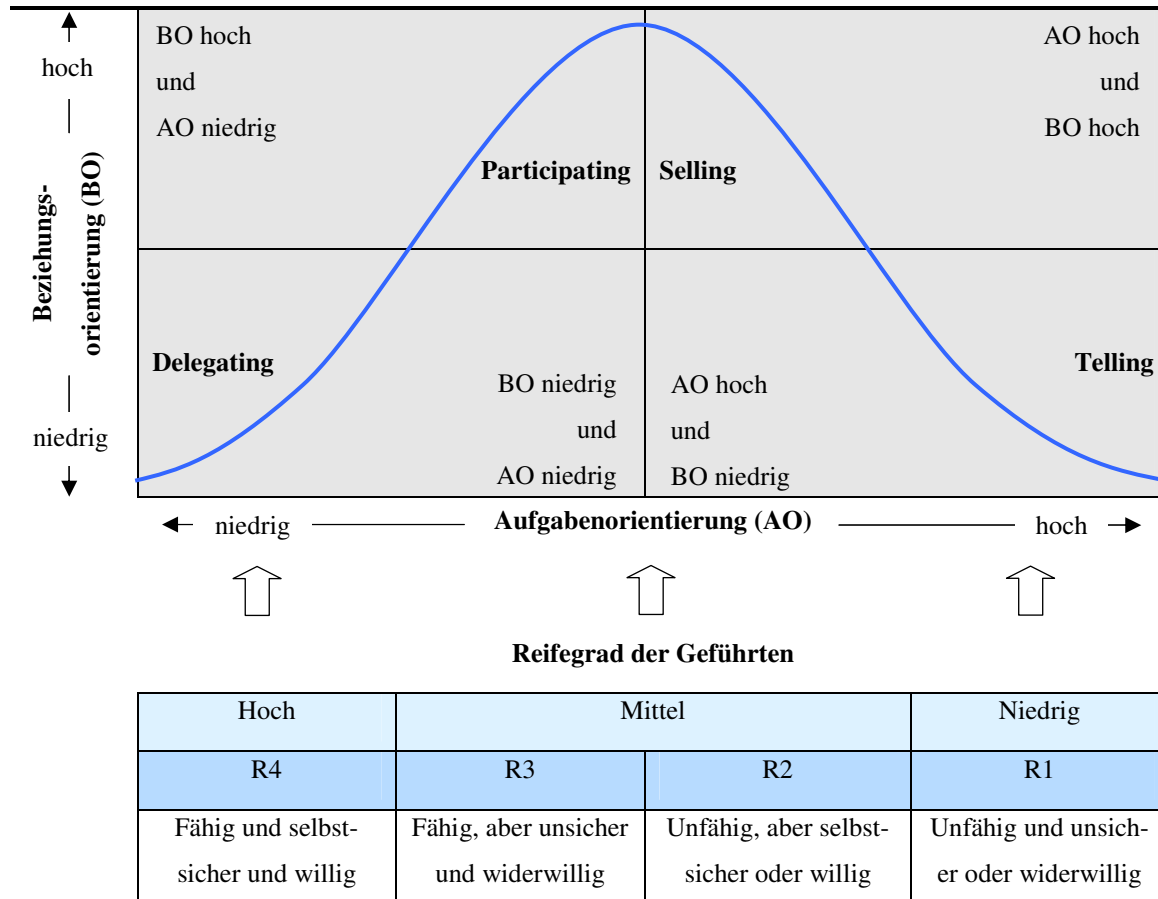 BO hoch
und
AO niedrig
AO hoch
und
BO hoch
hoch
niedrig
Beziehungs-
orientierung (BO)
Participating
Selling
Delegating
Telling
BO niedrig
und
AO niedrig
AO hoch
und
BO niedrig
niedrig
Aufgabenorientierung (AO)
hoch
Reifegrad der Geführten
Hoch
Mittel
Niedrig
R4
R3
R2
R1
Fähig und selbst-
sicher und willig
Fähig, aber unsicher
und widerwillig
Unfähig, aber selbst-
sicher oder willig
Unfähig und unsich-
er oder widerwillig